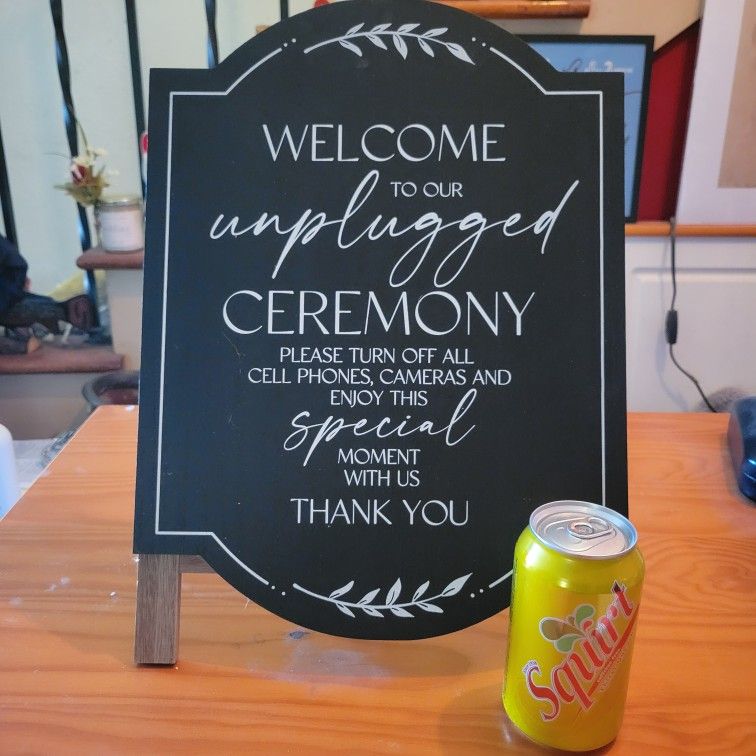 WELCOME
TO OUR
unplugged
CEREMONY
PLEASE TURN OFF ALL
CELL PHONES, CAMERAS AND
ENJOY THIS
special
MOMENT
WITH US
THANK YOU
Squirt